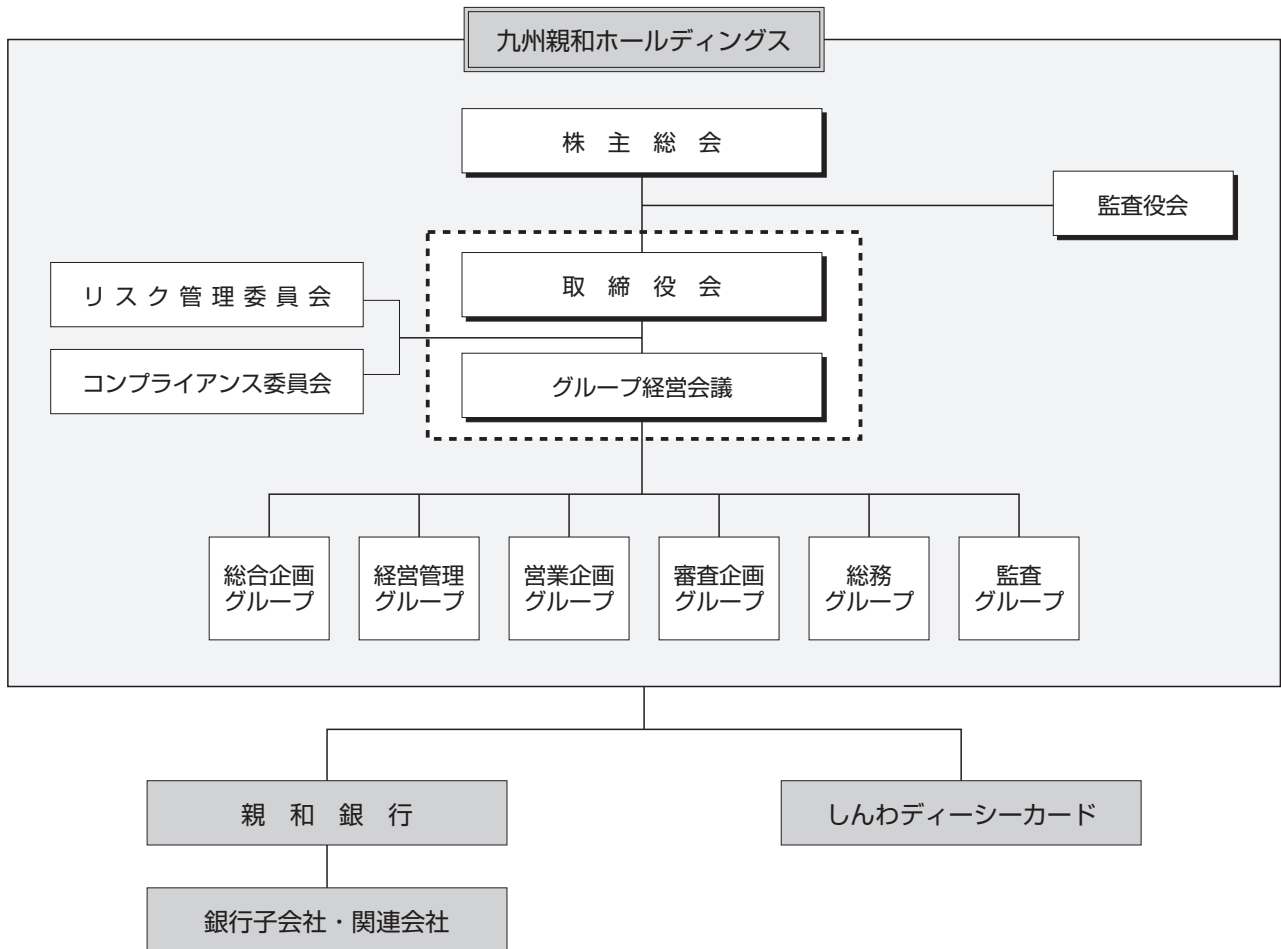 九州親和ホールディングス
株主総会
監査役会
取締役会
リスク管理委員会
コンプライアンス委員会
グループ経営会議
総合企画
グループ
経営管理
グループ
営業企画
グループ
審査企画
グループ
総務
グループ
監査
グループ
親和銀行
しんわディーシーカード
銀行子会社・関連会社